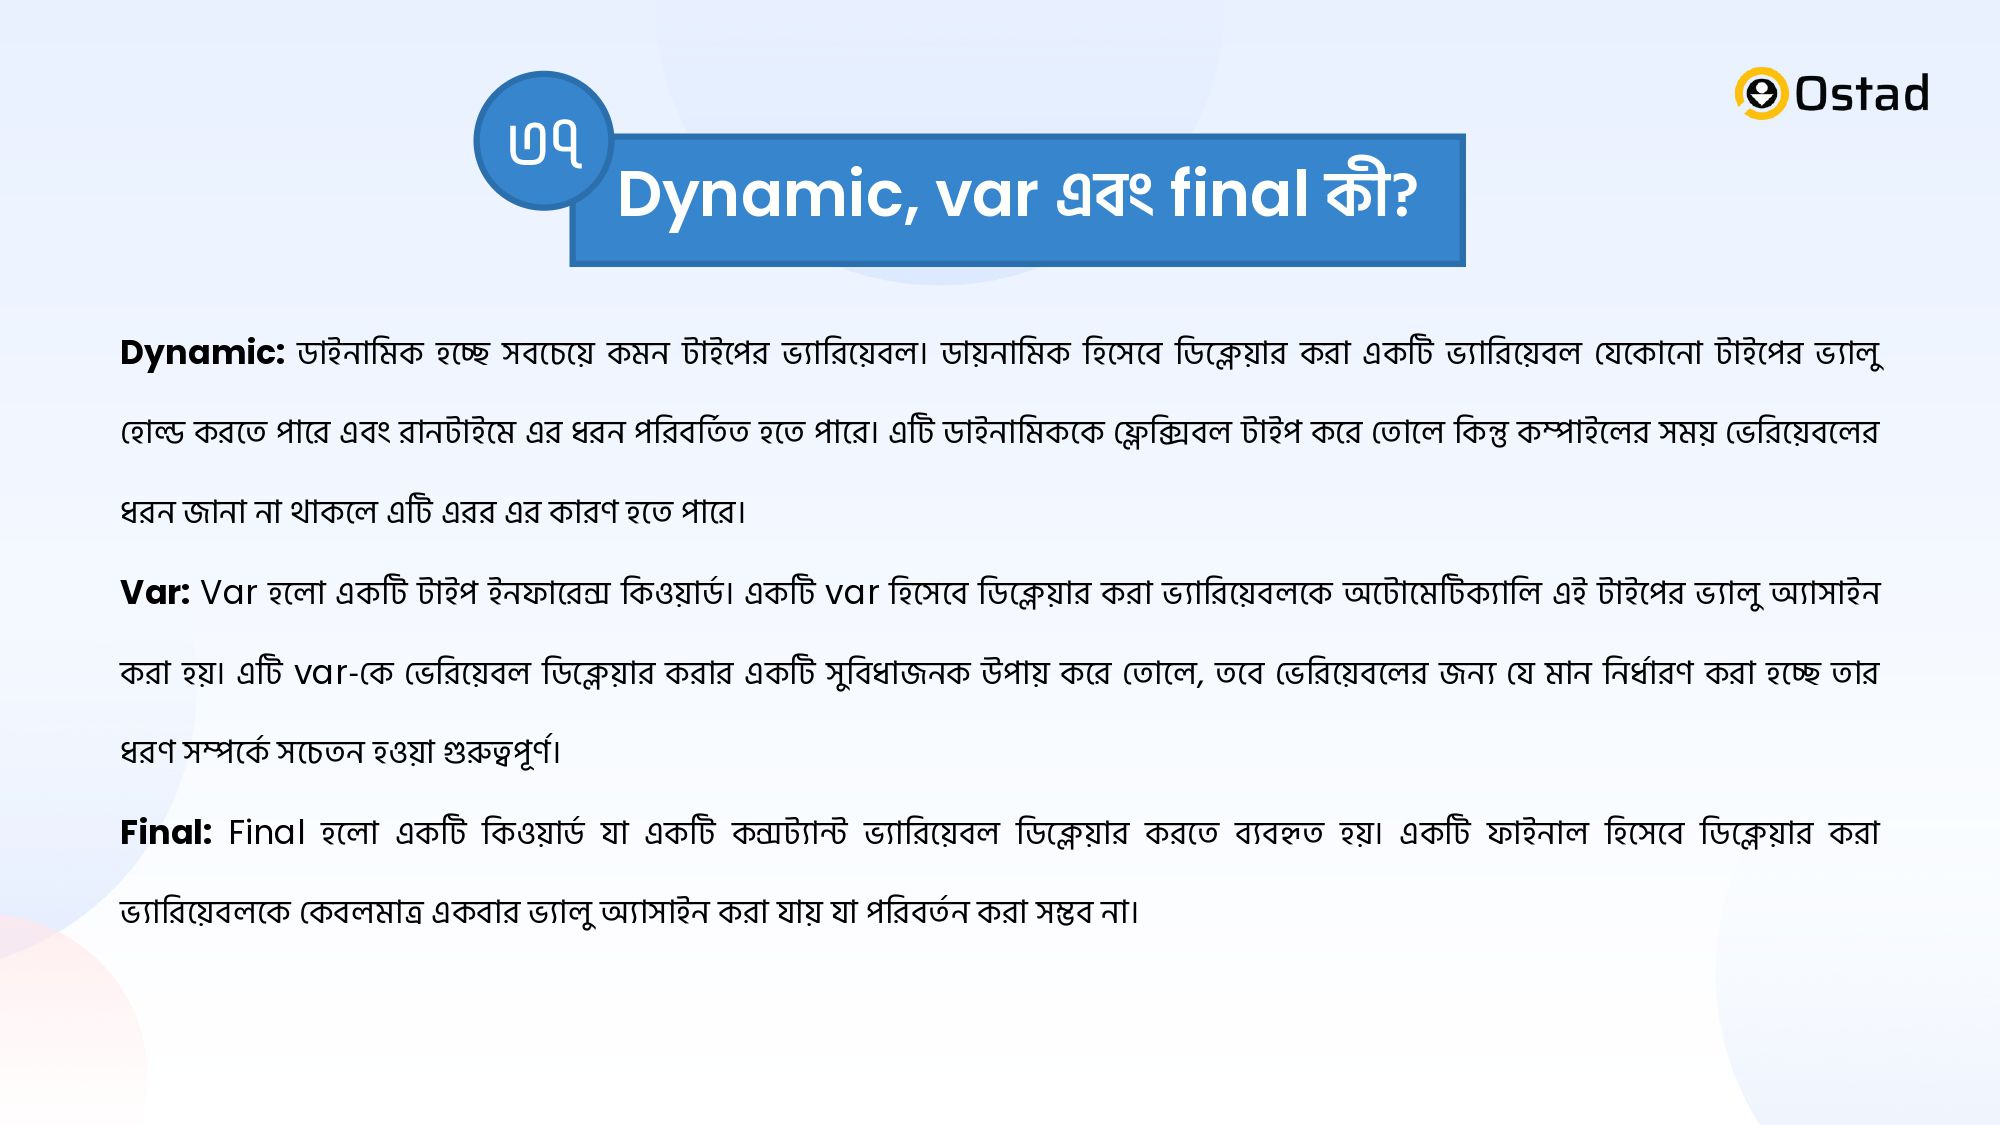 Ostad
৩৭
Dynamic, var এবং final কী?
Dynamic: ডাইনামিক হচ্ছে সবচেয়ে কমন টাইপের ভ্যারিয়েবল। ডায়নামিক হিসেবে ডিক্লেয়ার করা একটি ভ্যারিয়েবল যেকোনো টাইপের ভ্যালু
হোল্ড করতে পারে এবং রানটাইমে এর ধরন পরিবর্তিত হতে পারে। এটি ডাইনামিককে ফ্লেক্সিবল টাইপ করে তোলে কিন্তু কম্পাইলের সময় ভেরিয়েবলের
ধরন জানা না থাকলে এটি এরর এর কারণ হতে পারে।
Var: Var হলো একটি টাইপ ইনফারেন্স কিওয়ার্ড। একটি var হিসেবে ডিক্লেয়ার করা ভ্যারিয়েবলকে অটোমেটিক্যালি এই টাইপের ভ্যালু অ্যাসাইন
করা হয়। এটি var-কে ভেরিয়েবল ডিক্লেয়ার করার একটি সুবিধাজনক উপায় করে তোলে, তবে ভেরিয়েবলের জন্য যে মান নির্ধারণ করা হচ্ছে তার
ধরণ সম্পর্কে সচেতন হওয়া গুরুত্বপূর্ণ।
Final: Final হলো একটি কিওয়ার্ড যা একটি কন্সট্যান্ট ভ্যারিয়েবল ডিক্লেয়ার করতে ব্যবহৃত হয়। একটি ফাইনাল হিসেবে ডিক্লেয়ার করা
ভ্যারিয়েবলকে কেবলমাত্র একবার ভ্যালু অ্যাসাইন করা যায় যা পরিবর্তন করা সম্ভব না।